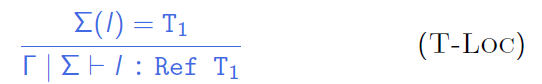 Σ(l) = T₁ (T-Loc)
Γ | Σ ⊢ l : Ref T₁